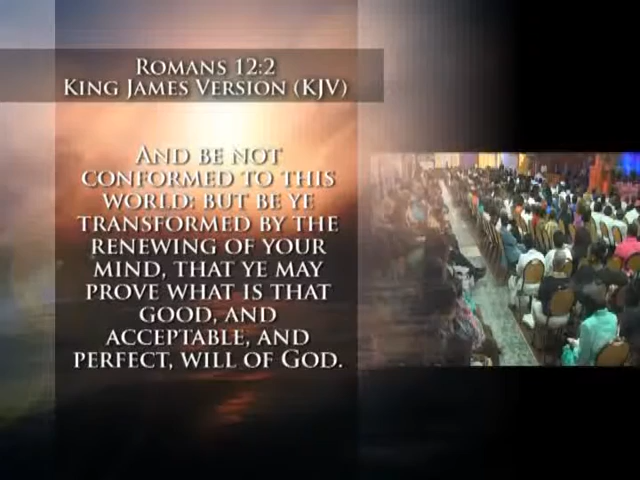 Romans 12:2
King James Version (KJV)
And be not
conformed to this
world: but be ye
transformed by the
renewing of your
mind, that ye may
prove what is that
good, and
acceptable, and
perfect, will of God.